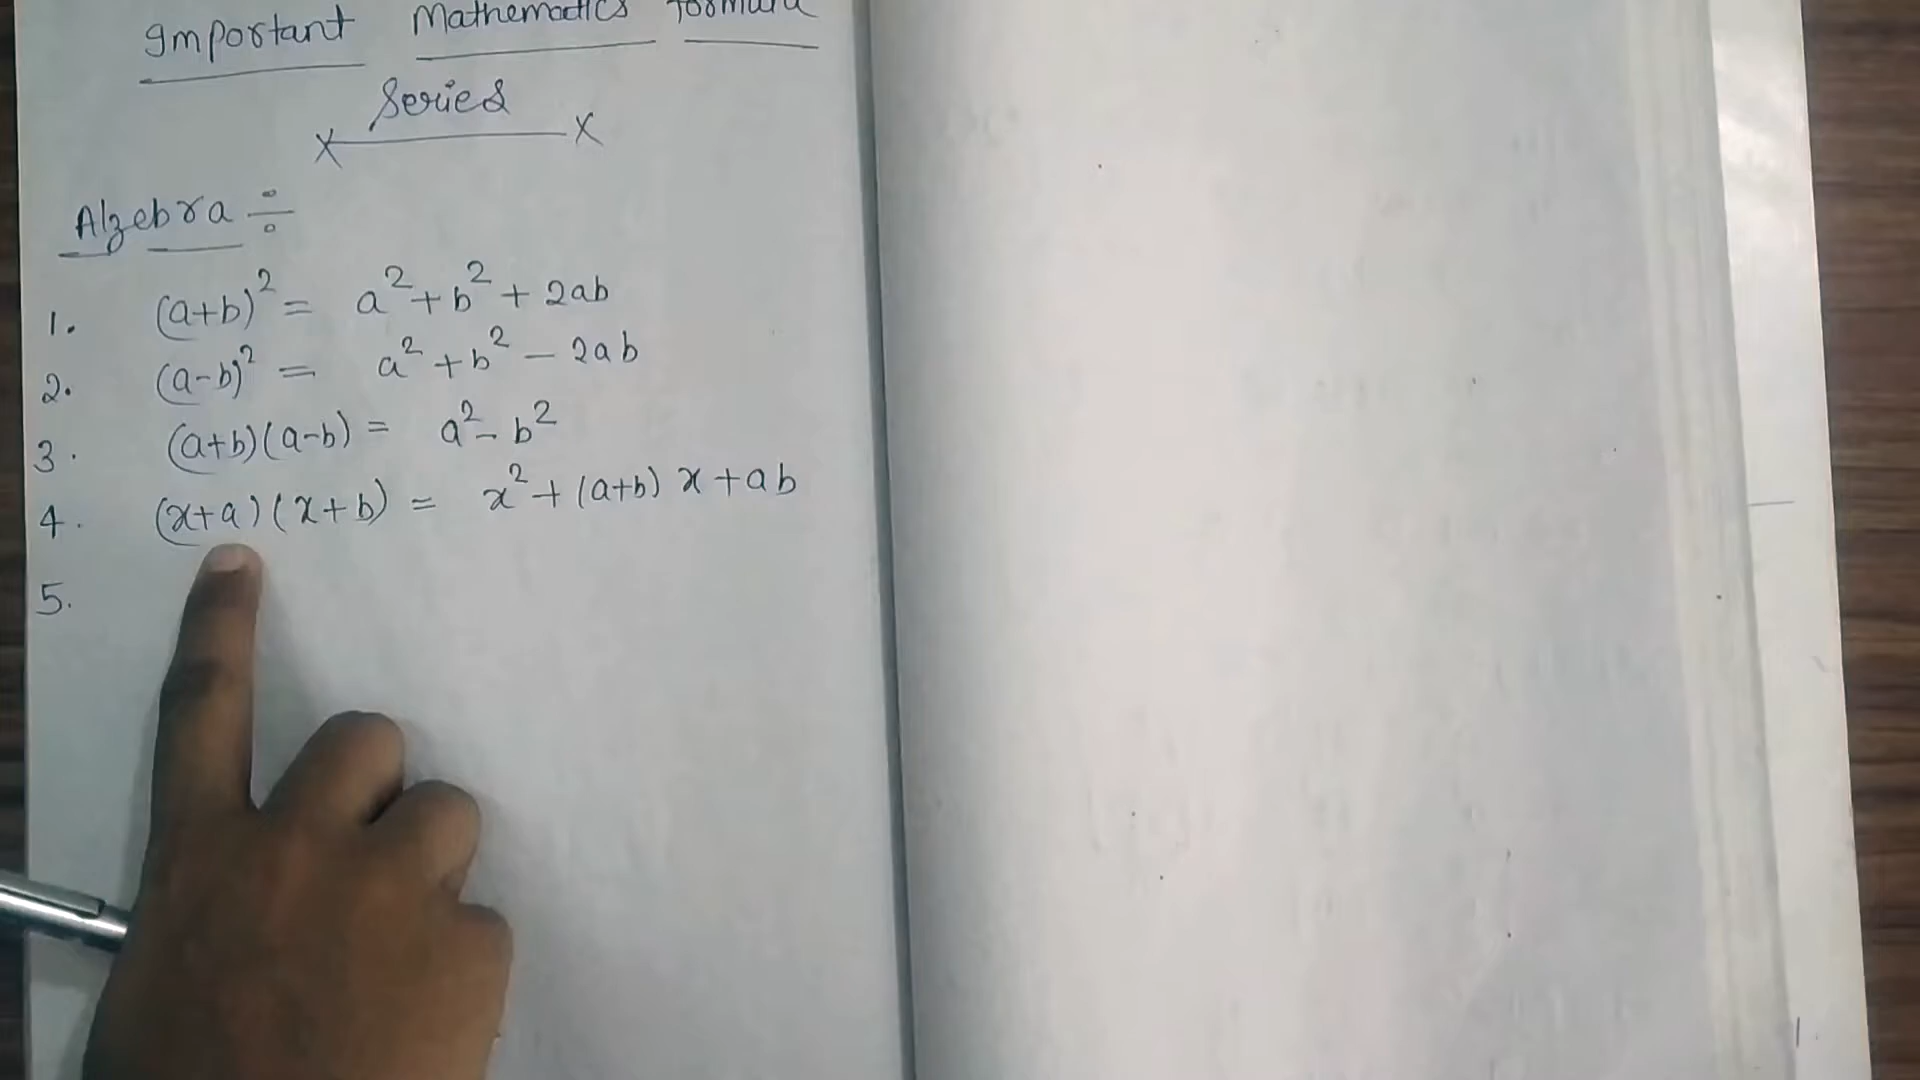 Important Mathematics formula
Series
Algebra ÷
1. (a+b)² = a² + b² + 2ab
2. (a-b)² = a² + b² - 2ab
3. (a+b)(a-b) = a² - b²
4. (x+a)(x+b) = x² + (a+b) x + ab
5.